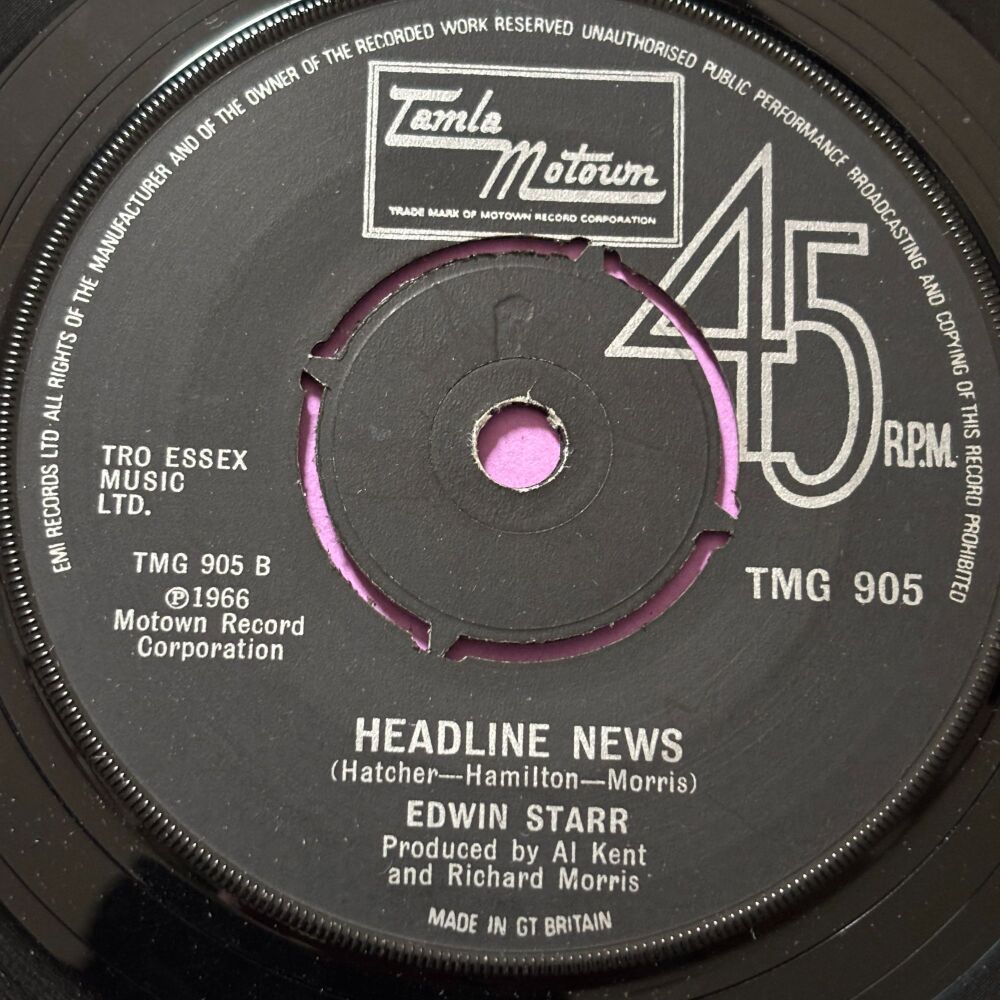 EMI RECORDS LTD ALL RIGHTS OF THE MANUFACTURER AND OF THE OWNER OF THE RECORDED WORK RESERVED UNAUTHORISED PUBLIC PERFORMANCE BROADCASTING AND COPYING OF THIS RECORD PROHIBITED
Tamla
Motown
TRADE MARK OF MOTOWN RECORD CORPORATION
45
R.P.M.
TRO ESSEX
MUSIC
LTD.
TMG 905 B
℗1966
Motown Record
Corporation
TMG 905
HEADLINE NEWS
(Hatcher—Hamilton—Morris)
EDWIN STARR
Produced by Al Kent
and Richard Morris
MADE IN GT BRITAIN